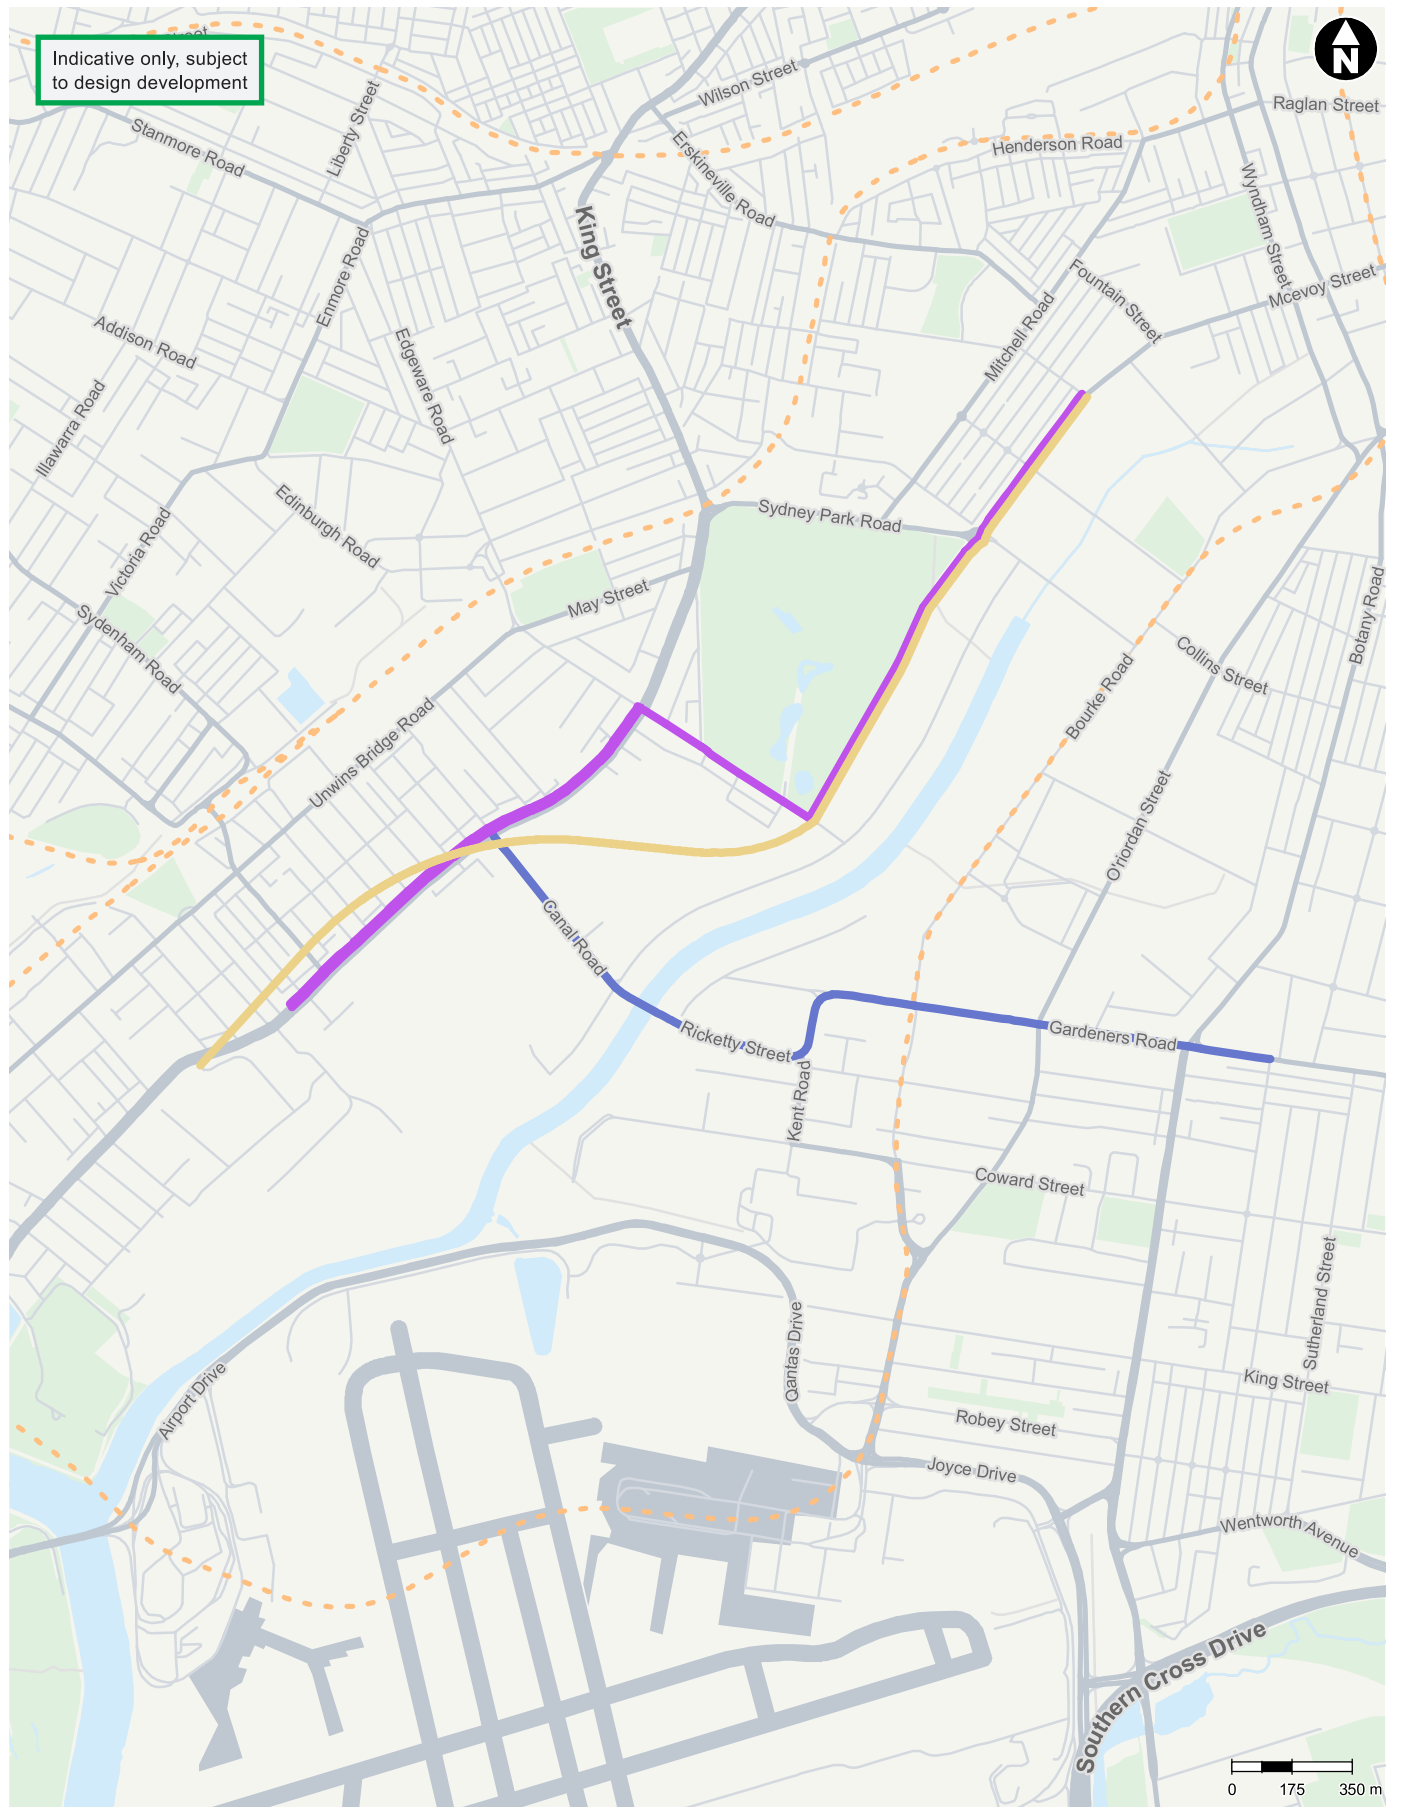 Street
Indicative only, subject
to design development
N
Wilson Street
Raglan Street
Liberty Street
Stanmore Road
Erskineville Road
Henderson Road
Wyndham Street
King Street
Enmore Road
Fountain Street
Mcevoy Street
Mitchell Road
Addison Road
Edgeware Road
Illawarra Road
Edinburgh Road
Sydney Park Road
Victoria Road
May Street
Botany Road
Sydenham Road
Collins Street
Bourke Road
Unwins Bridge Road
O'riordan Street
Canal Road
Ricketty Street
Gardeners Road
Kent Road
Coward Street
Sutherland Street
Qantas Drive
Airport Drive
King Street
Robey Street
Joyce Drive
Wentworth Avenue
Southern Cross Drive
0 175 350 m